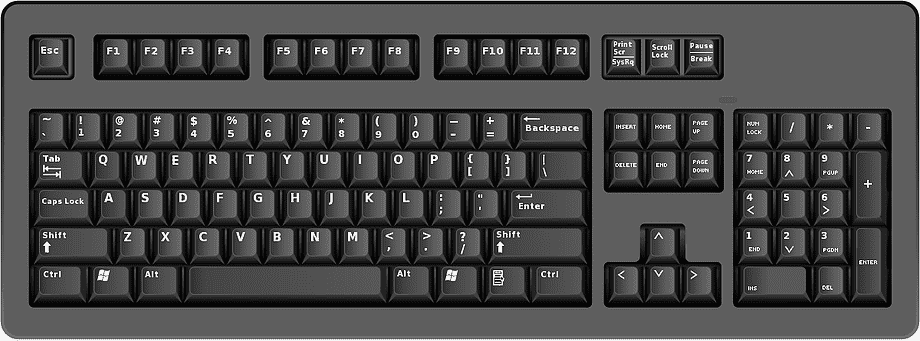 Esc F1 F2 F3 F4 F5 F6 F7 F8 F9 F10 F11 F12 Print Scr SysRq Scroll Lock Pause Break
~ ` ! 1 @ 2 # 3 $ 4 % 5 ^ 6 & 7 * 8 ( 9 ) 0 _ - + = Backspace INSERT HOME PAGE UP NUM LOCK / * -
Tab Q W E R T Y U I O P { [ } ] | \ DELETE END PAGE DOWN 7 HOME 8 9 PGUP +
Caps Lock A S D F G H J K L : ; " ' Enter 4 5 6
Shift Z X C V B N M < , > . ? / Shift 1 END 2 3 PGDN ENTER
Ctrl Alt Alt Ctrl INS DEL